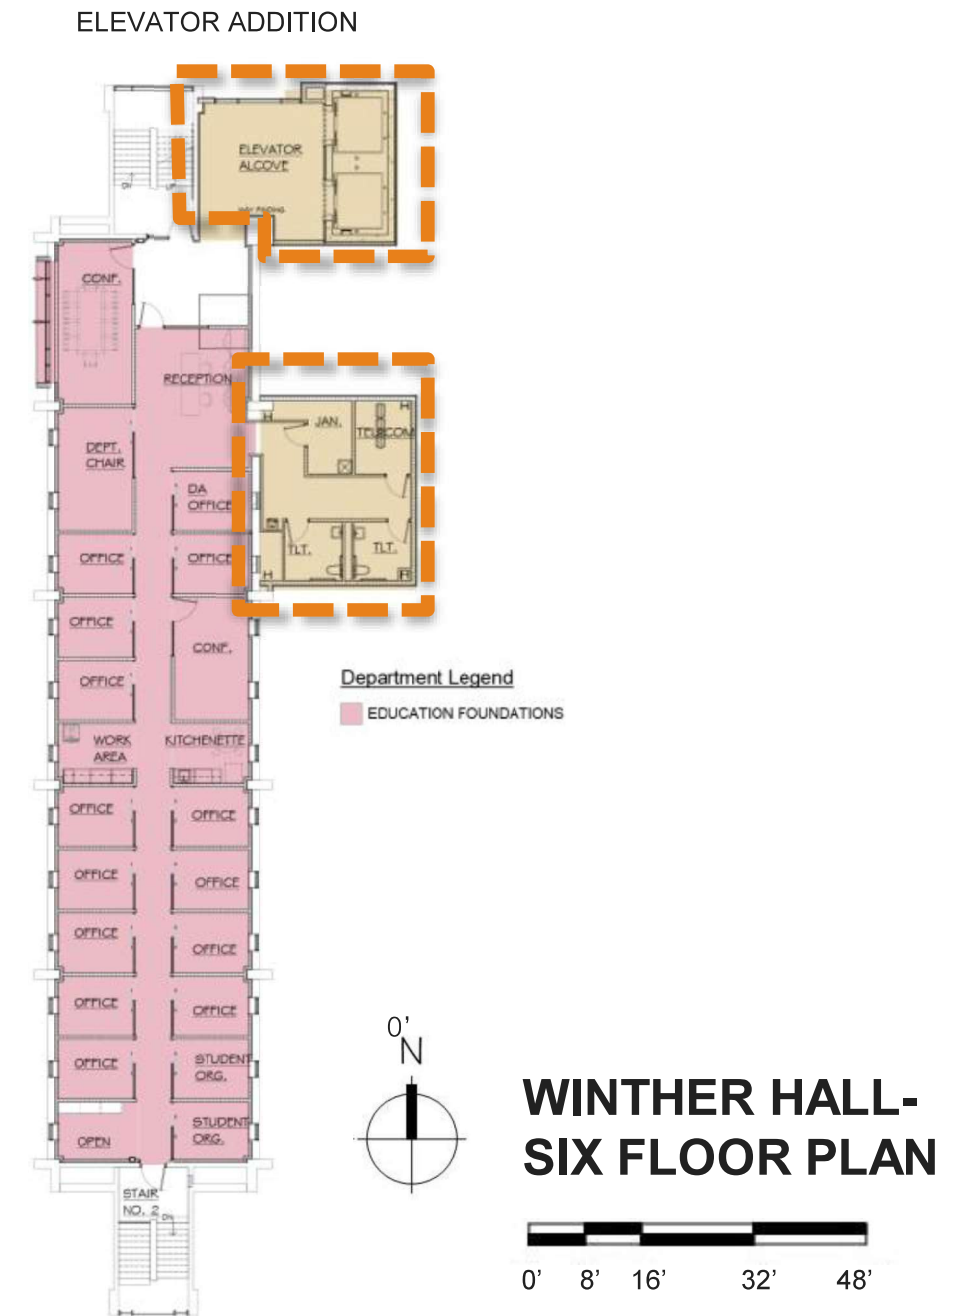 ELEVATOR ADDITION
ELEVATOR
ALCOVE
DN
CONF.
RECEPTION
JAN.
TELECOM
H
H
DEPT.
CHAIR
DA
OFFICE
OFFICE
OFFICE
TLT.
TLT.
H
H
OFFICE
CONF.
OFFICE
Department Legend
EDUCATION FOUNDATIONS
WORK
AREA
KITCHENETTE
OFFICE
OFFICE
OFFICE
OFFICE
OFFICE
OFFICE
OFFICE
OFFICE
OFFICE
STUDENT
ORG.
OPEN
STUDENT
ORG.
STAIR
NO. 2
DN
0'
N
WINTHER HALL-
SIX FLOOR PLAN
0' 8' 16' 32' 48'